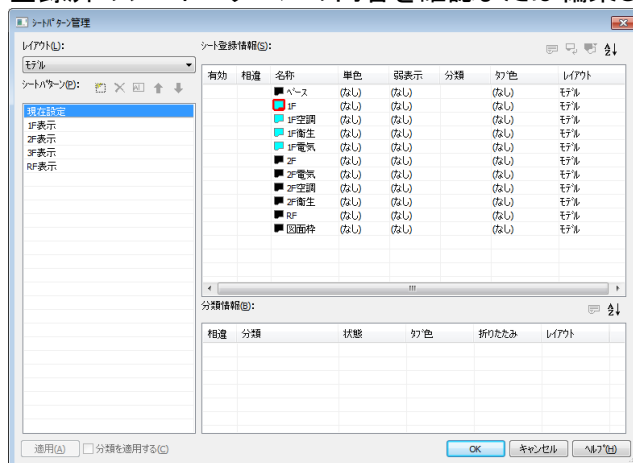 ｼｰﾄﾊﾟﾀｰﾝ管理
ﾚｲｱｳﾄ(L):
ﾓﾃﾞﾙ
ｼｰﾄﾊﾟﾀｰﾝ(P):
現在設定
1F表示
2F表示
3F表示
RF表示
ｼｰﾄ登録情報(S):
有効 相違 名称 単色 弱表示 分類 ﾀﾌﾞ色 ﾚｲｱｳﾄ
ﾍﾞｰｽ (なし) (なし) (なし) ﾓﾃﾞﾙ
1F (なし) (なし) (なし) ﾓﾃﾞﾙ
1F空調 (なし) (なし) (なし) ﾓﾃﾞﾙ
1F衛生 (なし) (なし) (なし) ﾓﾃﾞﾙ
1F電気 (なし) (なし) (なし) ﾓﾃﾞﾙ
2F (なし) (なし) (なし) ﾓﾃﾞﾙ
2F電気 (なし) (なし) (なし) ﾓﾃﾞﾙ
2F空調 (なし) (なし) (なし) ﾓﾃﾞﾙ
2F衛生 (なし) (なし) (なし) ﾓﾃﾞﾙ
RF (なし) (なし) (なし) ﾓﾃﾞﾙ
図面枠 (なし) (なし) (なし) ﾓﾃﾞﾙ
分類情報(B):
相違 分類 状態 ﾀﾌﾞ色 折りたたみ ﾚｲｱｳﾄ
適用(A) 分類を適用する(C) OK キャンセル ﾍﾙﾌﾟ(H)